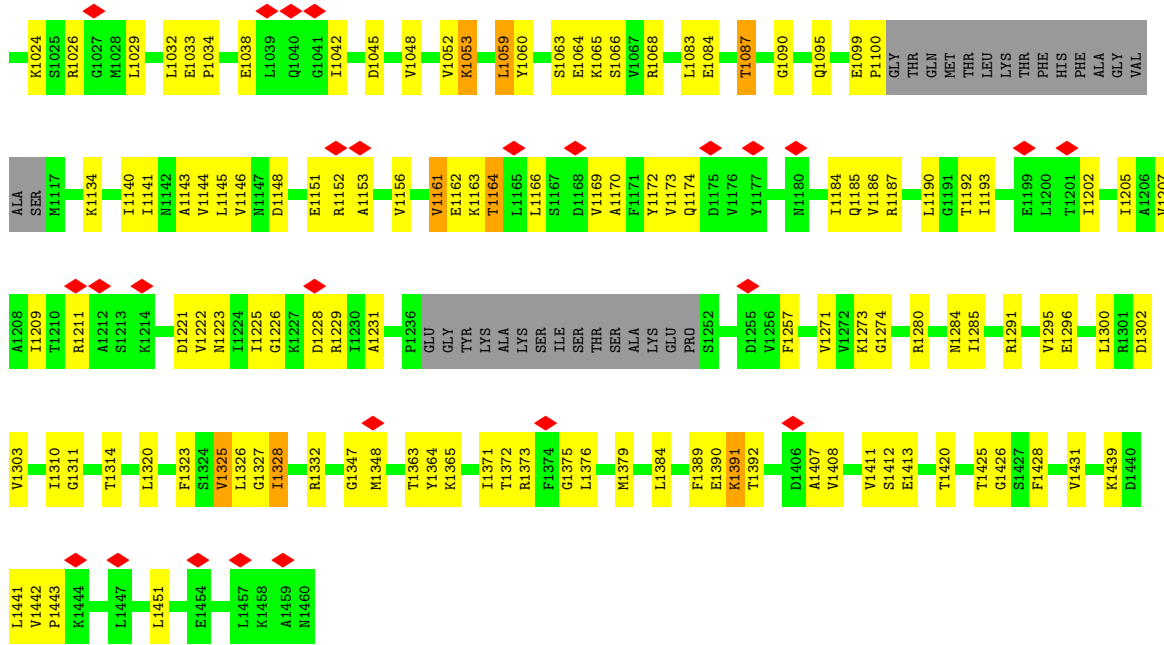 K1024 S1025 R1026 G1027 M1028 L1029 L1032 E1033 P1034 E1038 L1039 Q1040 G1041 I1042 D1045 V1048 V1052 K1053 L1059 Y1060 S1063 E1064 K1065 S1066 V1067 R1068 L1083 E1084 T1087 G1090 Q1095 E1099 P1100 GLY THR GLN MET THR LEU LYS THR PHE HIS PHE ALA GLY VAL
ALA SER M1117 K1134 I1140 I1141 N1142 A1143 V1144 L1145 V1146 N1147 D1148 E1151 R1152 A1153 V1156 V1161 E1162 K1163 T1164 L1165 L1166 S1167 D1168 V1169 A1170 F1171 Y1172 V1173 Q1174 D1175 V1176 Y1177 N1180 I1184 Q1185 V1186 R1187 L1190 G1191 T1192 I1193 E1199 L1200 T1201 I1202 I1205 A1206 V1207
A1208 I1209 T1210 R1211 A1212 S1213 K1214 D1221 V1222 N1223 I1224 I1225 G1226 K1227 D1228 R1229 I1230 A1231 P1236 GLU GLY TYR LYS ALA LYS SER ILE SER THR SER ALA LYS GLU PRO S1252 D1255 V1256 F1257 V1271 V1272 K1273 G1274 R1280 N1284 I1285 R1291 V1295 E1296 L1300 R1301 D1302
V1303 I1310 G1311 T1314 L1320 F1323 S1324 V1325 L1326 G1327 I1328 R1332 G1347 M1348 T1363 Y1364 K1365 I1371 T1372 R1373 F1374 G1375 L1376 M1379 L1384 F1389 E1390 K1391 T1392 D1406 A1407 V1408 V1411 S1412 E1413 T1420 T1425 G1426 S1427 F1428 V1431 K1439 D1440
L1441 V1442 P1443 K1444 L1447 L1451 E1454 L1457 K1458 A1459 N1460